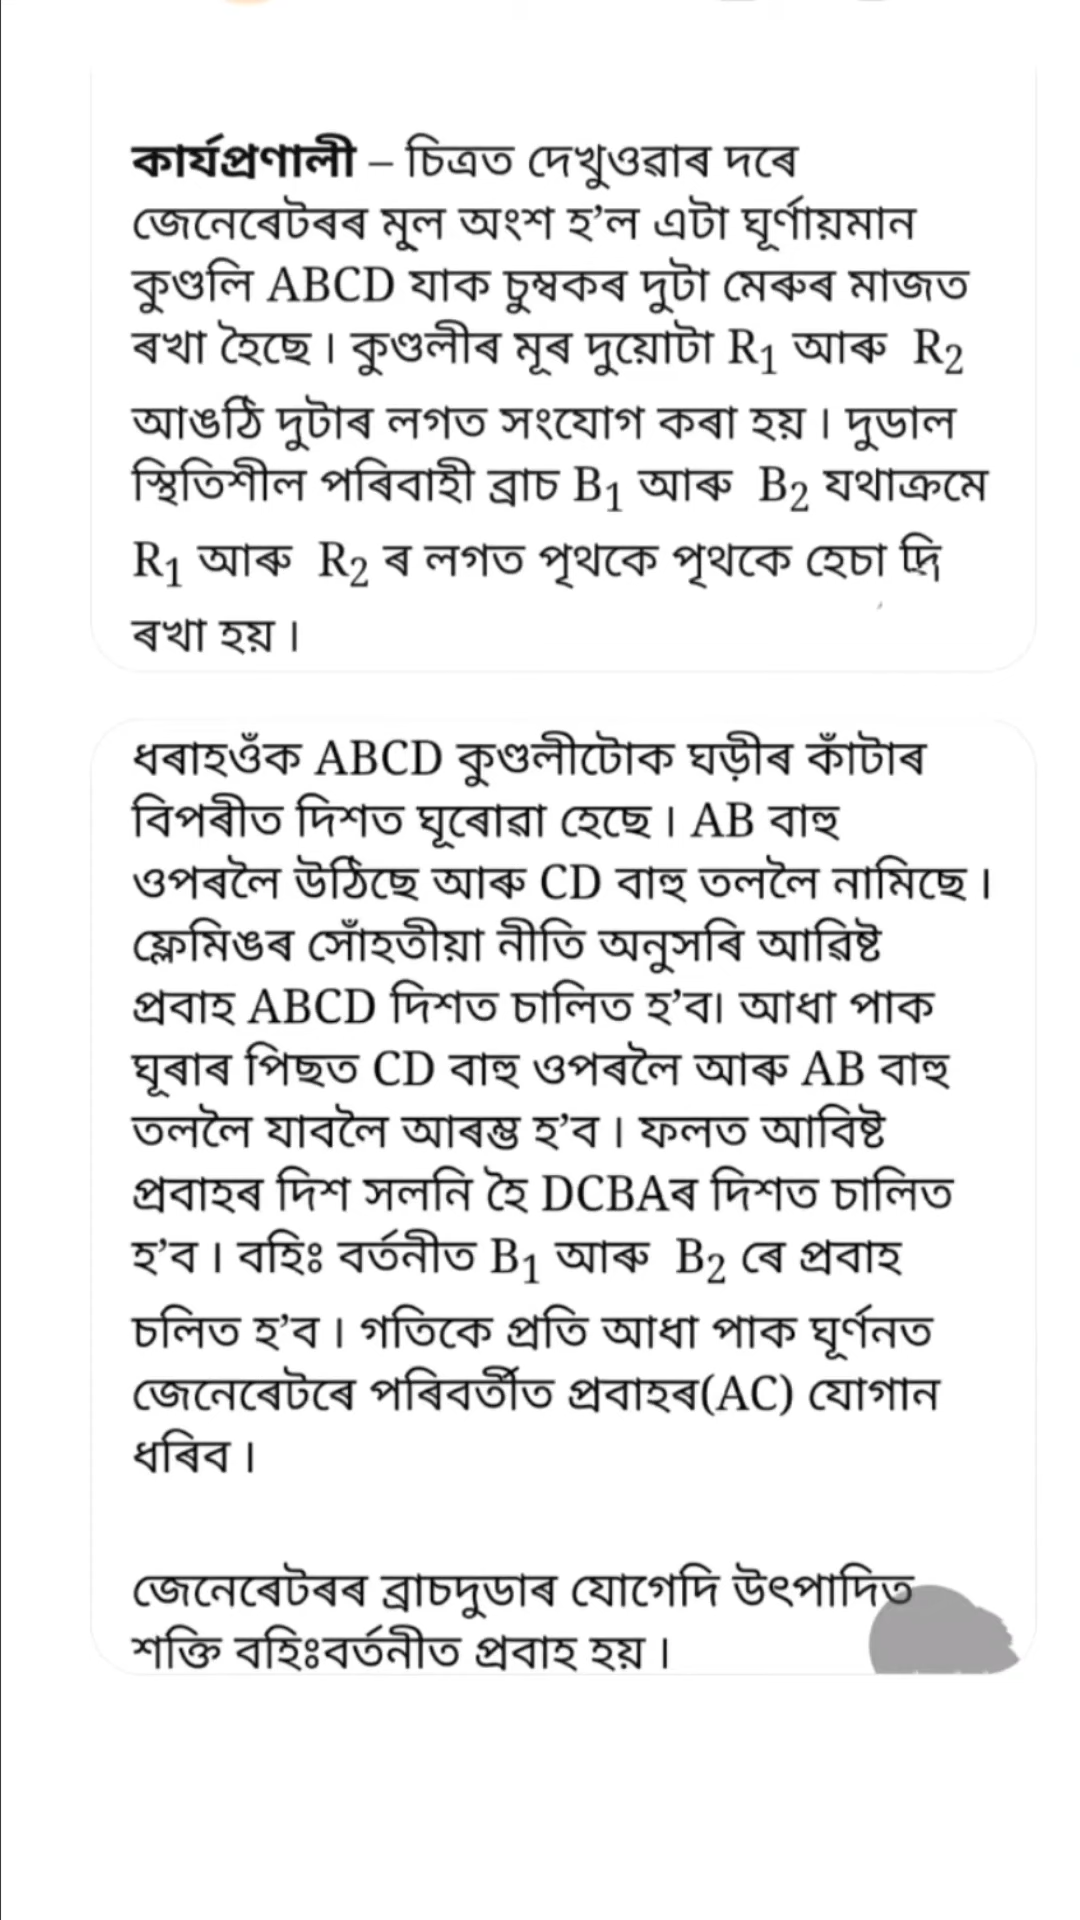 কাৰ্যপ্ৰণালী – চিত্ৰত দেখুওৱাৰ দৰে
জেনেৰেটৰৰ মূল অংশ হ’ল এটা ঘূৰ্ণায়মান
কুণ্ডলি ABCD যাক চুম্বকৰ দুটা মেৰুৰ মাজত
ৰখা হৈছে । কুণ্ডলীৰ মূৰ দুয়োটা R₁ আৰু R₂
আঙঠি দুটাৰ লগত সংযোগ কৰা হয় । দুডাল
স্থিতিশীল পৰিবাহী ব্ৰাচ B₁ আৰু B₂ যথাক্ৰমে
R₁ আৰু R₂ ৰ লগত পৃথকে পৃথকে হেচা দি
ৰখা হয় ।
ধৰাহওঁক ABCD কুণ্ডলীটোক ঘড়ীৰ কাঁটাৰ
বিপৰীত দিশত ঘূৰোৱা হেছে । AB বাহু
ওপৰলৈ উঠিছে আৰু CD বাহু তললৈ নামিছে ।
ফ্লেমিঙৰ সোঁহতীয়া নীতি অনুসৰি আৱিষ্ট
প্ৰবাহ ABCD দিশত চালিত হ’ব। আধা পাক
ঘূৰাৰ পিছত CD বাহু ওপৰলৈ আৰু AB বাহু
তললৈ যাবলৈ আৰম্ভ হ’ব । ফলত আবিষ্ট
প্ৰবাহৰ দিশ সলনি হৈ DCBAৰ দিশত চালিত
হ’ব । বহিঃ বৰ্তনীত B₁ আৰু B₂ ৰে প্ৰবাহ
চলিত হ’ব । গতিকে প্ৰতি আধা পাক ঘূৰ্ণনত
জেনেৰেটৰে পৰিবৰ্তীত প্ৰবাহৰ(AC) যোগান
ধৰিব ।
জেনেৰেটৰৰ ব্ৰাচদুডাৰ যোগেদি উৎপাদিত
শক্তি বহিঃবৰ্তনীত প্ৰবাহ হয় ।